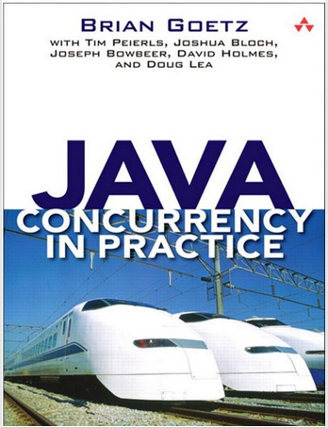 BRIAN GOETZ
WITH TIM PEIERLS, JOSHUA BLOCH,
JOSEPH BOWBEER, DAVID HOLMES,
AND DOUG LEA
JAVA
CONCURRENCY
IN PRACTICE